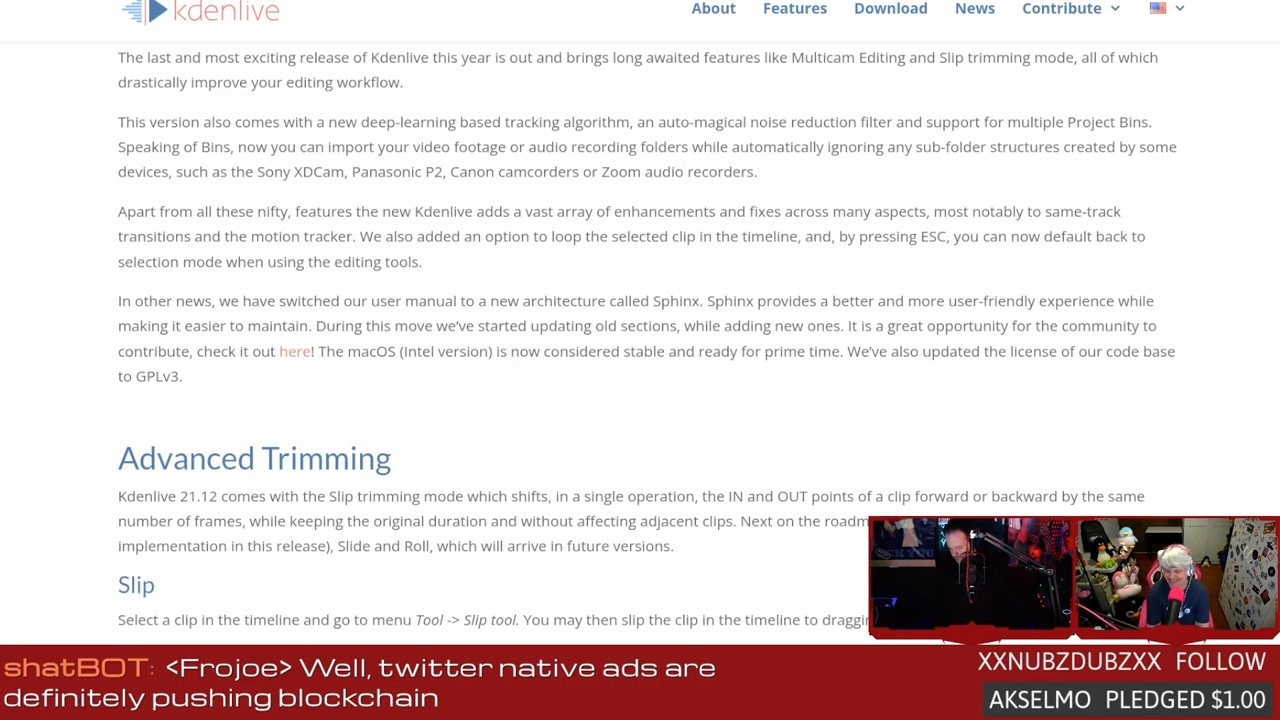 kdenlive
About
Features
Download
News
Contribute
The last and most exciting release of Kdenlive this year is out and brings long awaited features like Multicam Editing and Slip trimming mode, all of which
drastically improve your editing workflow.
This version also comes with a new deep-learning based tracking algorithm, an auto-magical noise reduction filter and support for multiple Project Bins.
Speaking of Bins, now you can import your video footage or audio recording folders while automatically ignoring any sub-folder structures created by some
devices, such as the Sony XDCam, Panasonic P2, Canon camcorders or Zoom audio recorders.
Apart from all these nifty, features the new Kdenlive adds a vast array of enhancements and fixes across many aspects, most notably to same-track
transitions and the motion tracker. We also added an option to loop the selected clip in the timeline, and, by pressing ESC, you can now default back to
selection mode when using the editing tools.
In other news, we have switched our user manual to a new architecture called Sphinx. Sphinx provides a better and more user-friendly experience while
making it easier to maintain. During this move we've started updating old sections, while adding new ones. It is a great opportunity for the community to
contribute, check it out here! The macOS (Intel version) is now considered stable and ready for prime time. We've also updated the license of our code base
to GPLv3.
Advanced Trimming
Kdenlive 21.12 comes with the Slip trimming mode which shifts, in a single operation, the IN and OUT points of a clip forward or backward by the same
number of frames, while keeping the original duration and without affecting adjacent clips. Next on the
implementation in this release), Slide and Roll, which will arrive in future versions.
Slip
Select a clip in the timeline and go to menu Tool -> Slip tool. You may then slip the clip in the timeline to
shatBOT: <Frojoe> Well, twitter native ads are
definitely pushing blockchain
XXNUBZDUBZXX FOLLOW
AKSELMO PLEDGED $1.00